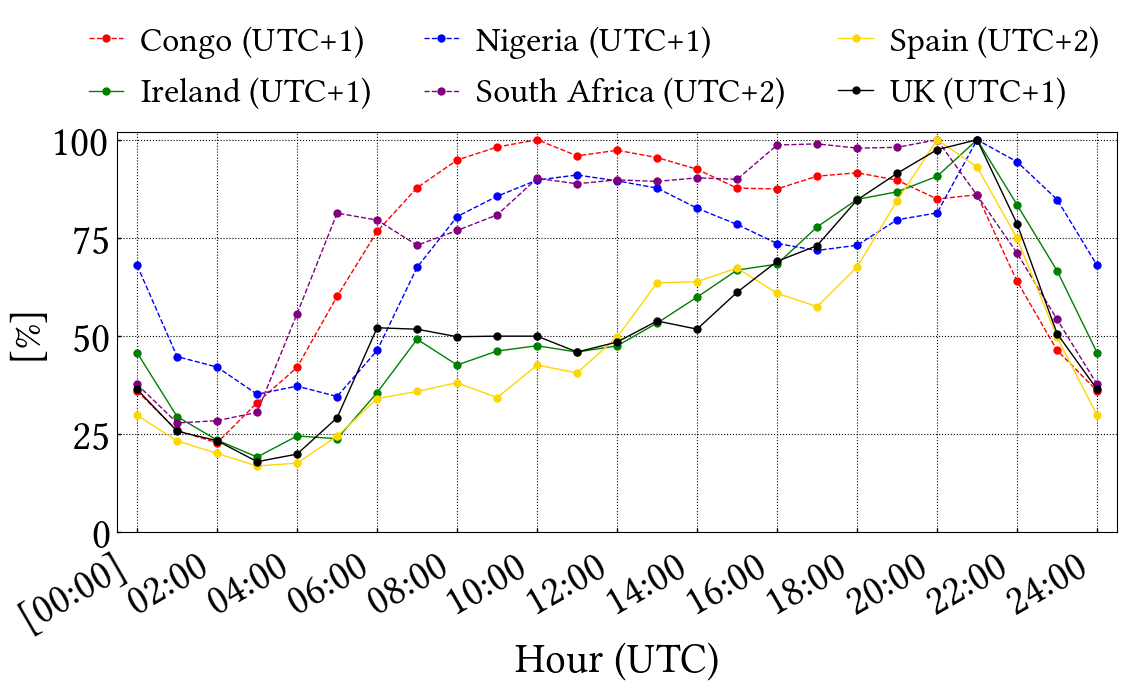 Congo (UTC+1) Nigeria (UTC+1) Spain (UTC+2)
Ireland (UTC+1) South Africa (UTC+2) UK (UTC+1)
100
75
50
25
0
[%]
[00:00] 02:00 04:00 06:00 08:00 10:00 12:00 14:00 16:00 18:00 20:00 22:00 24:00
Hour (UTC)